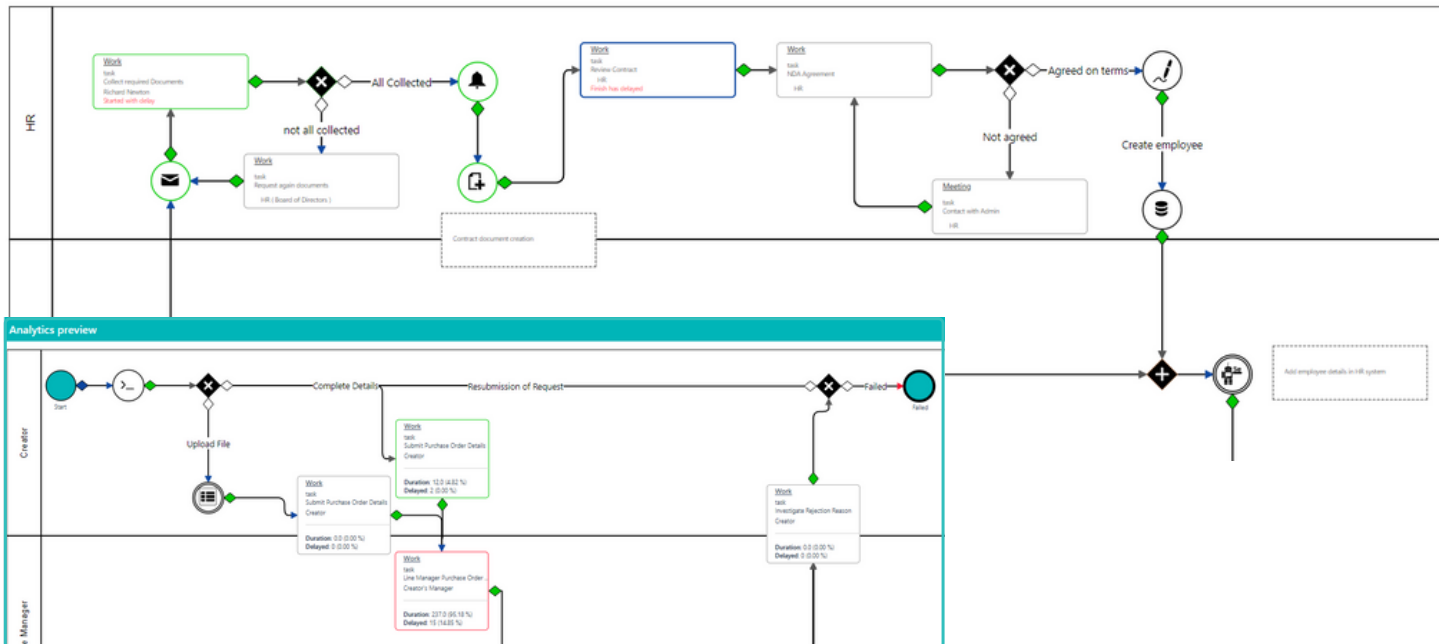 HR
Work
task
Collect required Documents
Richard Newton
Started with delay
All Collected
not all collected
Work
task
Request again documents
HR ( Board of Directors )
Contract document creation
Work
task
Review Contract
HR
Finish has delayed
Work
task
NDA Agreement
HR
Agreed on terms
Not agreed
Meeting
task
Contact with Admin
HR
Create employee
Add employee details in HR system
Analytics preview
Creator
Start
Complete Details
Resubmission of Request
Failed
Failed
Upload File
Work
task
Submit Purchase Order Details
Creator
Duration: 12.0 (4.82 %)
Delayed: 2 (0.00 %)
Work
task
Submit Purchase Order Details
Creator
Duration: 0.0 (0.00 %)
Delayed: 0 (0.00 %)
Work
task
Investigate Rejection Reason
Creator
Duration: 0.0 (0.00 %)
Delayed: 0 (0.00 %)
e Manager
Work
task
Line Manager Purchase Order ...
Creator's Manager
Duration: 237.0 (95.18 %)
Delayed: 15 (14.85 %)